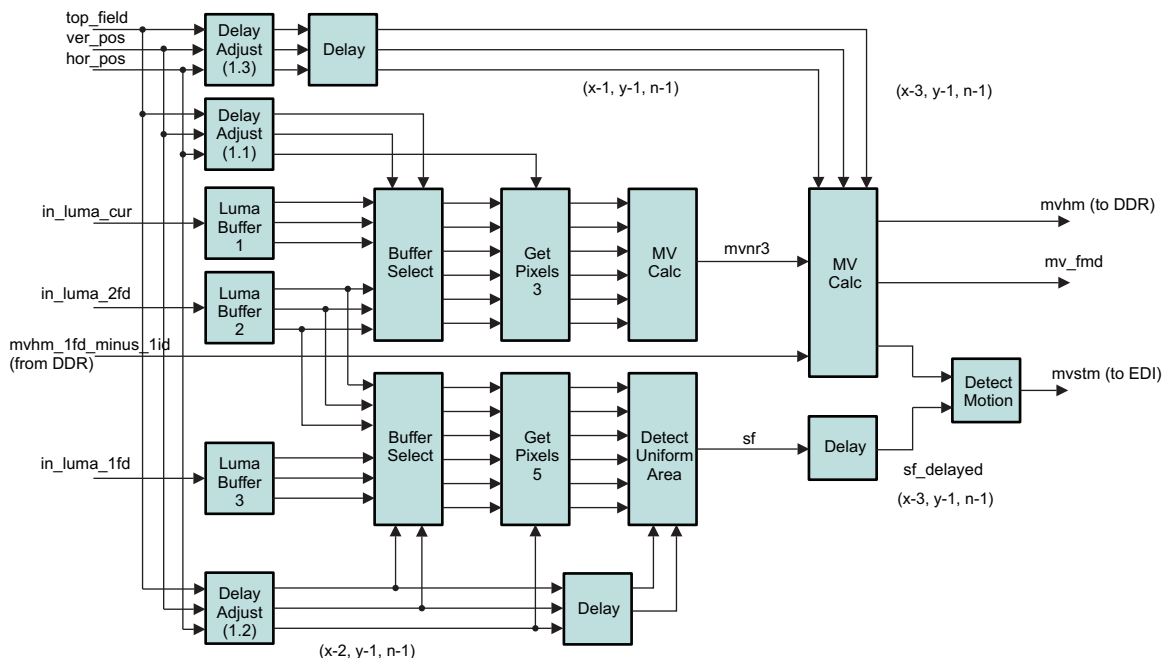 top_field
ver_pos
hor_pos
Delay
Adjust
(1.3)
Delay
(x-1, y-1, n-1)
(x-3, y-1, n-1)
Delay
Adjust
(1.1)
in_luma_cur
Luma
Buffer
1
Buffer
Select
Get
Pixels
3
MV
Calc
mvnr3
MV
Calc
mvhm (to DDR)
mv_fmd
in_luma_2fd
Luma
Buffer
2
mvhm_1fd_minus_1id
(from DDR)
Buffer
Select
Get
Pixels
5
Detect
Uniform
Area
sf
Delay
Detect
Motion
mvstm (to EDI)
sf_delayed
(x-3, y-1, n-1)
in_luma_1fd
Luma
Buffer
3
Delay
Adjust
(1.2)
Delay
(x-2, y-1, n-1)